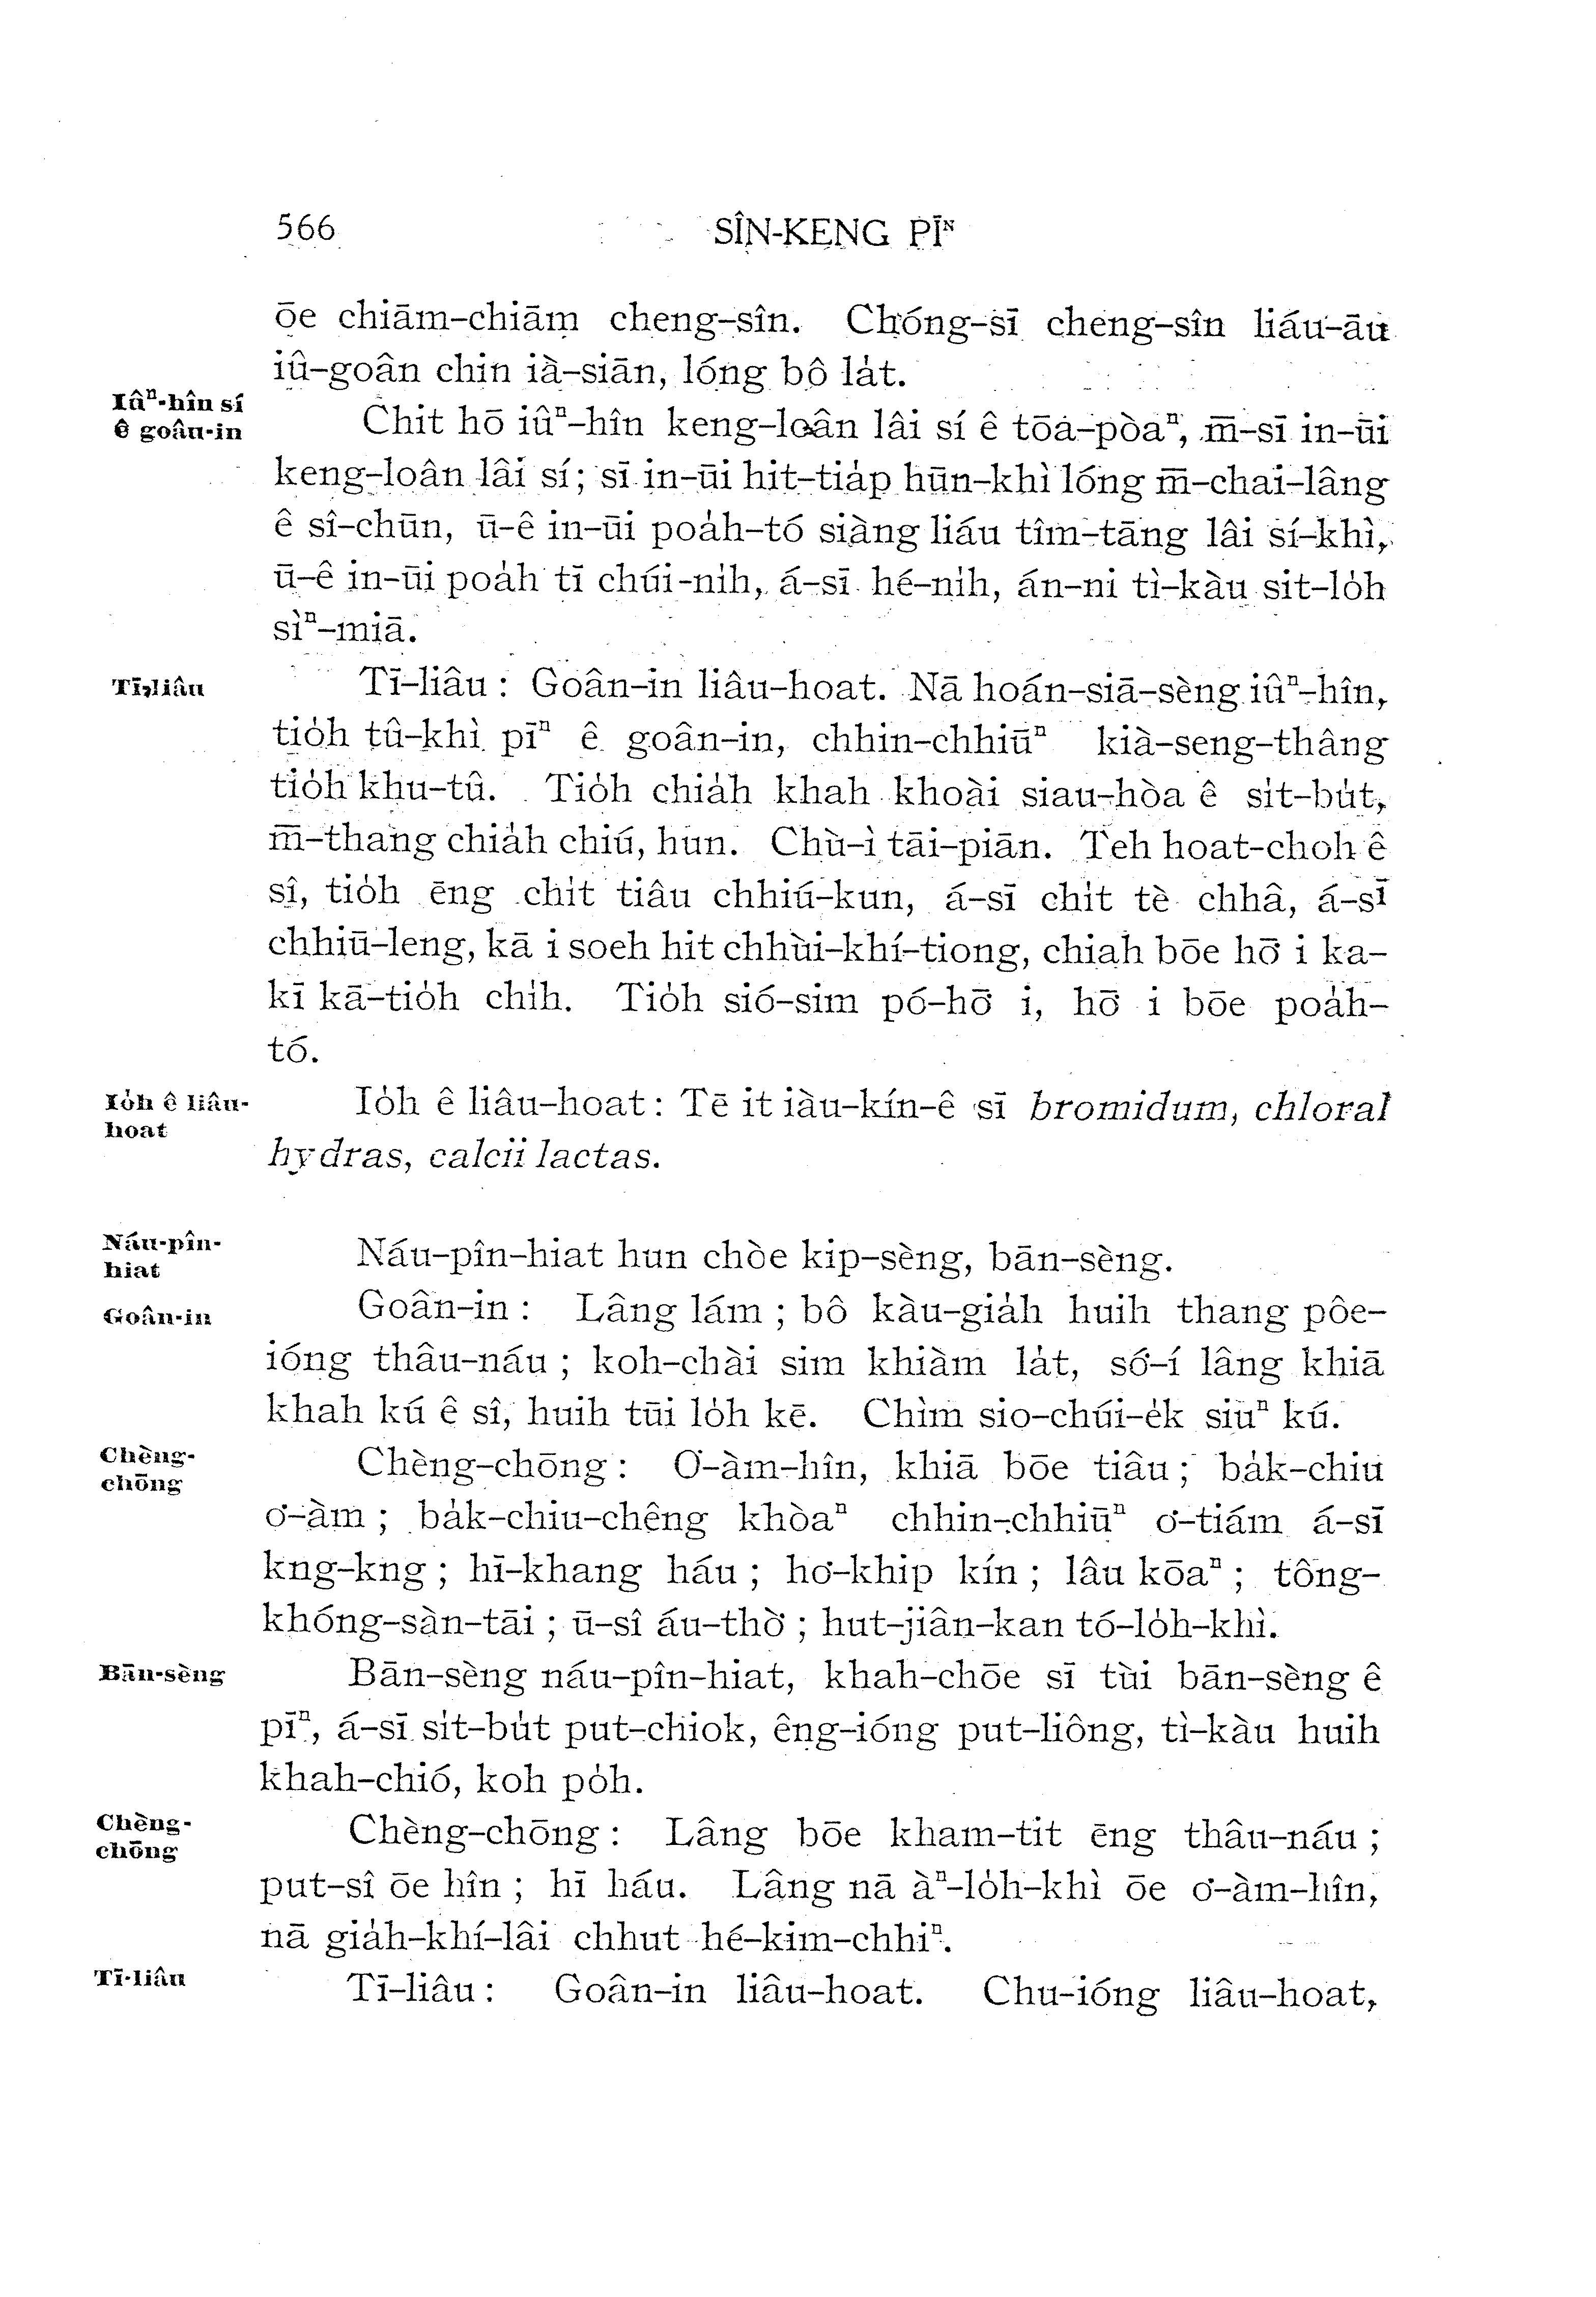 566 SÎN-KENG PĪᴺ
ōe chiām-chiām cheng-sîn. Chóng-sī cheng-sîn liáu-āu
iû-goân chin ià-siān, lóng bô la̍t.
Iûⁿ-hîn sí
ê goân-in
Chit hō iûⁿ-hîn keng-loân lâi sí ê tōa-pòaⁿ, m̄-sī in-ūi
keng-loân lâi sí; sī in-ūi hit-tia̍p hūn-khì lóng m̄-chai-lâng
ê sî-chūn, ū-ê in-ūi poa̍h-tó siàng liáu tîm-tāng lâi sí-khì,
ū-ê in-ūi poa̍h tī chúi-nih, á-sī hé-nih, án-ni tì-kàu sit-lo̍h
sìⁿ-miā.
Tī-liâu
Tī-liâu: Goân-in liâu-hoat. Nā hoán-siā-sèng iûⁿ-hîn,
tio̍h tû-khì pīⁿ ê goân-in, chhin-chhiūⁿ kià-seng-thâng
tio̍h khu-tû. Tio̍h chia̍h khah khoài siau-hòa ê si̍t-bu̍t,
m̄-thang chia̍h chiú, hun. Chù-ì tāi-piān. Teh hoat-choh ê
sî, tio̍h ēng chi̍t tiâu chhiú-kun, á-sī chi̍t tè chhâ, á-sī
chhiū-leng, kā i soeh hit chhùi-khí-tiong, chiah bōe hō͘ i ka-
kī kā-tio̍h chih. Tio̍h sió-sim pó-hō͘ i, hō͘ i bōe poa̍h-
tó.
Io̍h ê liâu-
hoat
Io̍h ê liâu-hoat: Tē it iàu-kín-ê sī bromidum, chloral
hydras, calcii lactas.
Náu-pîn-
hiat
Náu-pîn-hiat hun chòe kip-sèng, bān-sèng.
Goân-in
Goân-in: Lâng lám; bô kàu-gia̍h huih thang pôe-
ióng thâu-náu; koh-chài sim khiàm la̍t, só͘-í lâng khiā
khah kú ê sî, huih tūi lo̍h kē. Chìm sio-chúi-e̍k siuⁿ kú.
Chèng-
chōng
Chèng-chōng: O͘-àm-hîn, khiā bōe tiâu; ba̍k-chiu
o͘-àm; ba̍k-chiu-chêng khòaⁿ chhin-chhiūⁿ o͘-tiám á-sī
kng-kng; hī-khang háu; ho͘-khip kín; lâu kōaⁿ; tông-
khóng-sàn-tāi; ū-sî áu-thò͘; hut-jiân-kan tó-lo̍h-khì.
Bān-sèng
Bān-sèng náu-pîn-hiat, khah-chōe sī tùi bān-sèng ê
pīⁿ, á-sī si̍t-bu̍t put-chiok, êng-ióng put-liông, tì-kàu huih
khah-chió, koh po̍h.
Chèng-
chōng
Chèng-chōng: Lâng bōe kham-tit ēng thâu-náu;
put-sî ōe hîn; hī háu. Lâng nā àⁿ-lo̍h-khì ōe o͘-àm-hîn,
nā gia̍h-khí-lâi chhut hé-kim-chhiⁿ.
Tī-liâu
Tī-liâu: Goân-in liâu-hoat. Chu-ióng liâu-hoat,